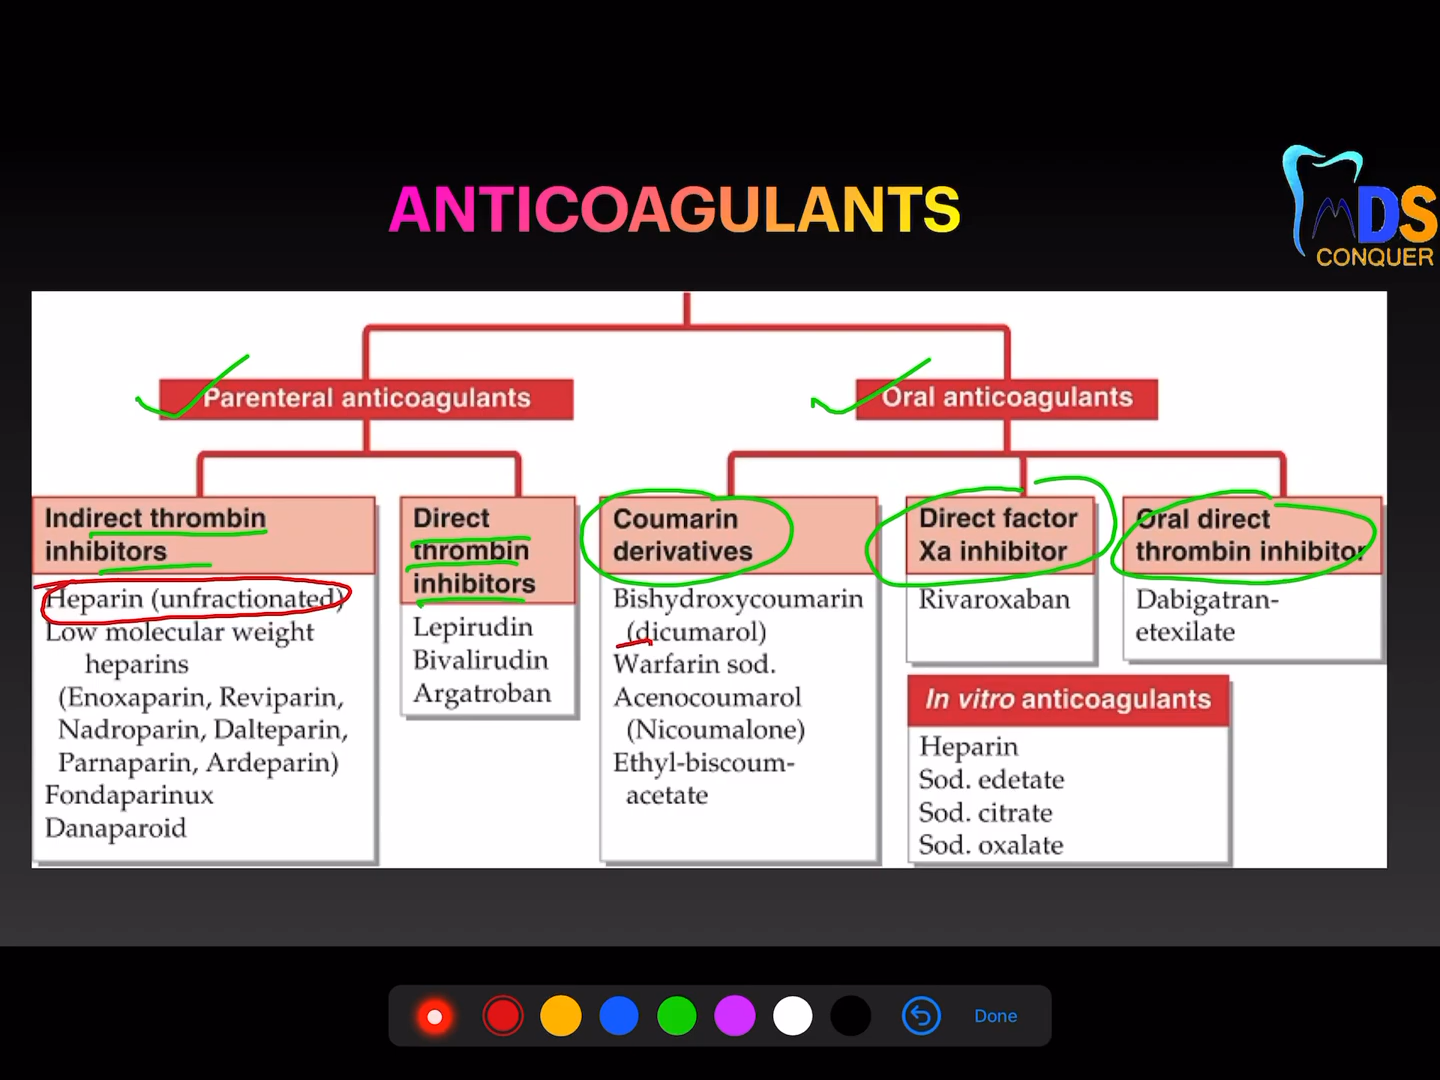 ANTICOAGULANTS
MDS
CONQUER
Parenteral anticoagulants
Oral anticoagulants
Indirect thrombin
inhibitors
Heparin (unfractionated)
Low molecular weight
heparins
(Enoxaparin, Reviparin,
Nadroparin, Dalteparin,
Parnaparin, Ardeparin)
Fondaparinux
Danaparoid
Direct
thrombin
inhibitors
Lepirudin
Bivalirudin
Argatroban
Coumarin
derivatives
Bishydroxycoumarin
(dicumarol)
Warfarin sod.
Acenocoumarol
(Nicoumalone)
Ethyl-biscoum-
acetate
Direct factor
Xa inhibitor
Rivaroxaban
Oral direct
thrombin inhibitor
Dabigatran-
etexilate
In vitro anticoagulants
Heparin
Sod. edetate
Sod. citrate
Sod. oxalate
Done